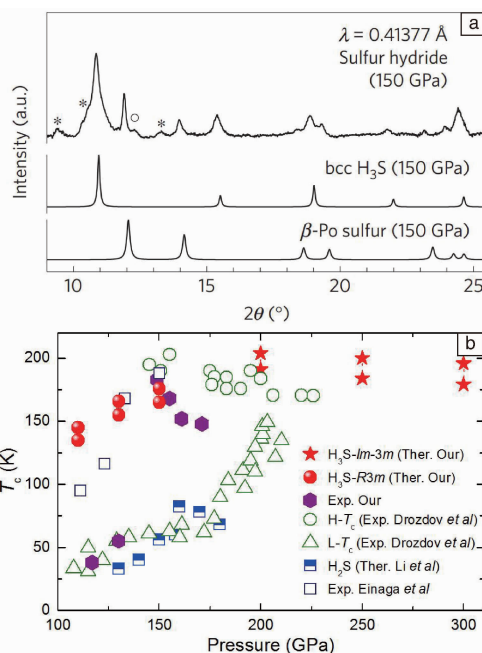 a
λ = 0.41377 Å
Sulfur hydride
(150 GPa)
Intensity (a.u.)
* * ○ *
bcc H₃S (150 GPa)
β-Po sulfur (150 GPa)
10 15 20 25
2θ (°)
b
200
150
100
50
0
T_c (K)
H₃S-Im-3m (Ther. Our)
H₃S-R3m (Ther. Our)
Exp. Our
H-T_c (Exp. Drozdov et al)
L-T_c (Exp. Drozdov et al)
H₂S (Ther. Li et al)
Exp. Einaga et al
100 150 200 250 300
Pressure (GPa)